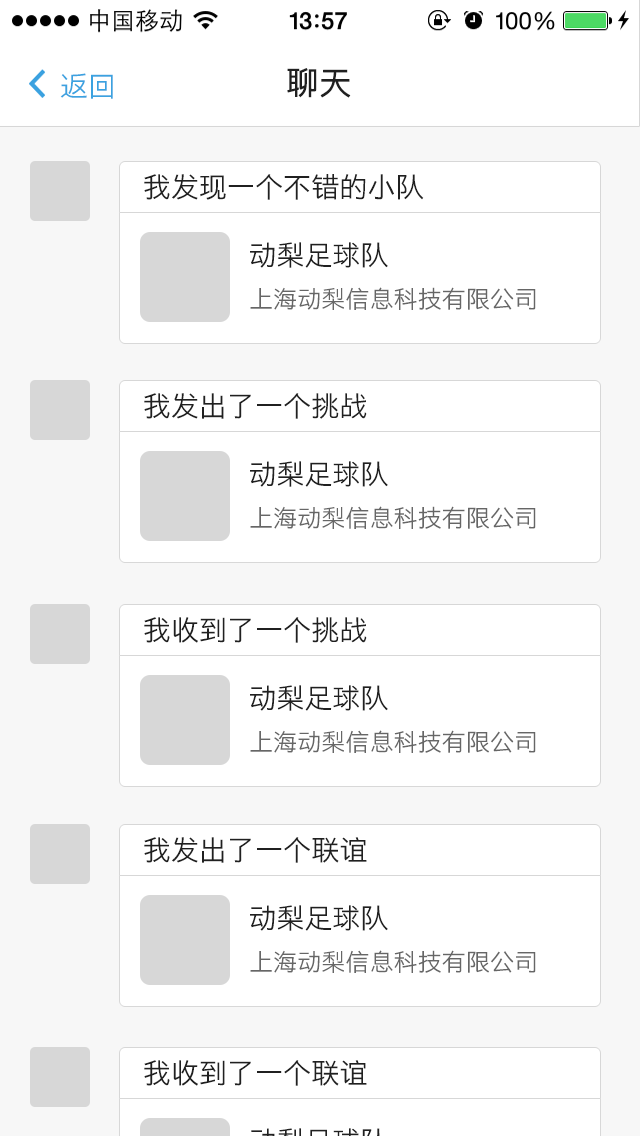 中国移动 13:57 100%
返回 聊天
我发现一个不错的小队
动梨足球队
上海动梨信息科技有限公司
我发出了一个挑战
动梨足球队
上海动梨信息科技有限公司
我收到了一个挑战
动梨足球队
上海动梨信息科技有限公司
我发出了一个联谊
动梨足球队
上海动梨信息科技有限公司
我收到了一个联谊
动梨足球队